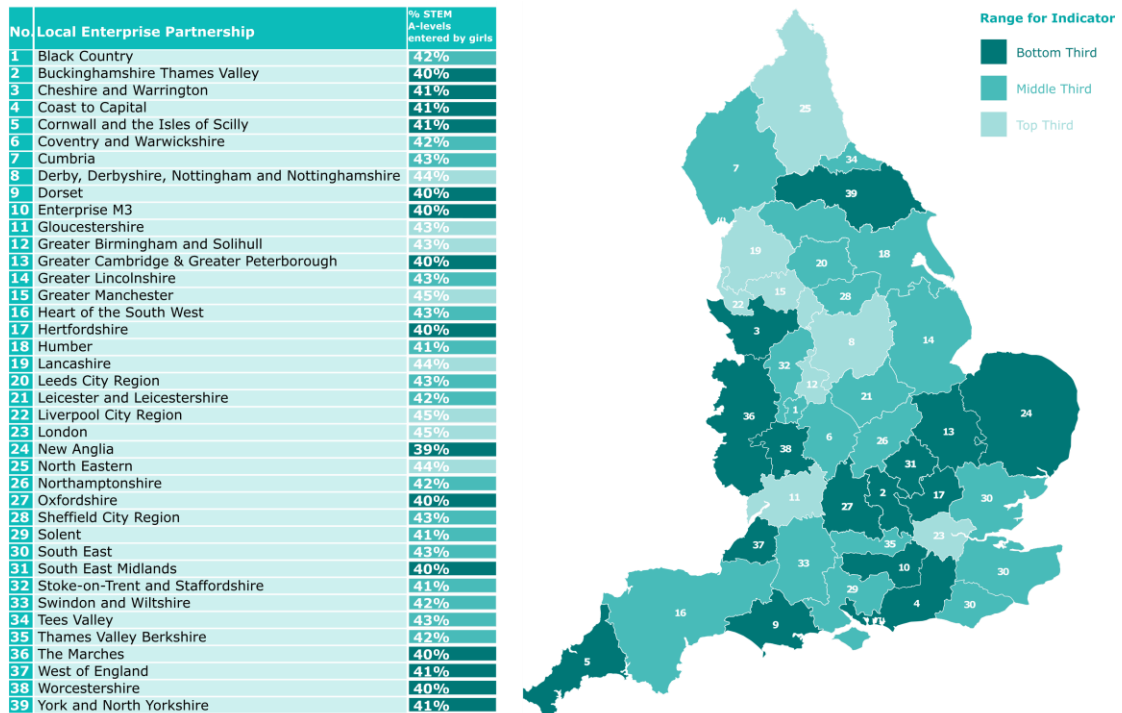 No. Local Enterprise Partnership % STEM A-levels entered by girls
1 Black Country 42%
2 Buckinghamshire Thames Valley 40%
3 Cheshire and Warrington 41%
4 Coast to Capital 41%
5 Cornwall and the Isles of Scilly 41%
6 Coventry and Warwickshire 42%
7 Cumbria 43%
8 Derby, Derbyshire, Nottingham and Nottinghamshire 44%
9 Dorset 40%
10 Enterprise M3 40%
11 Gloucestershire 43%
12 Greater Birmingham and Solihull 43%
13 Greater Cambridge & Greater Peterborough 40%
14 Greater Lincolnshire 43%
15 Greater Manchester 45%
16 Heart of the South West 43%
17 Hertfordshire 40%
18 Humber 41%
19 Lancashire 44%
20 Leeds City Region 43%
21 Leicester and Leicestershire 42%
22 Liverpool City Region 45%
23 London 45%
24 New Anglia 39%
25 North Eastern 44%
26 Northamptonshire 42%
27 Oxfordshire 40%
28 Sheffield City Region 43%
29 Solent 41%
30 South East 43%
31 South East Midlands 40%
32 Stoke-on-Trent and Staffordshire 41%
33 Swindon and Wiltshire 42%
34 Tees Valley 43%
35 Thames Valley Berkshire 42%
36 The Marches 40%
37 West of England 41%
38 Worcestershire 40%
39 York and North Yorkshire 41%
Range for Indicator
Bottom Third
Middle Third
Top Third
25
34
7
39
19
20
18
15
28
22
3
8
14
32
12
21
1
36
24
6
26
13
38
31
11
27
2
17
30
23
37
35
33
10
30
29
16
4
30
9
5